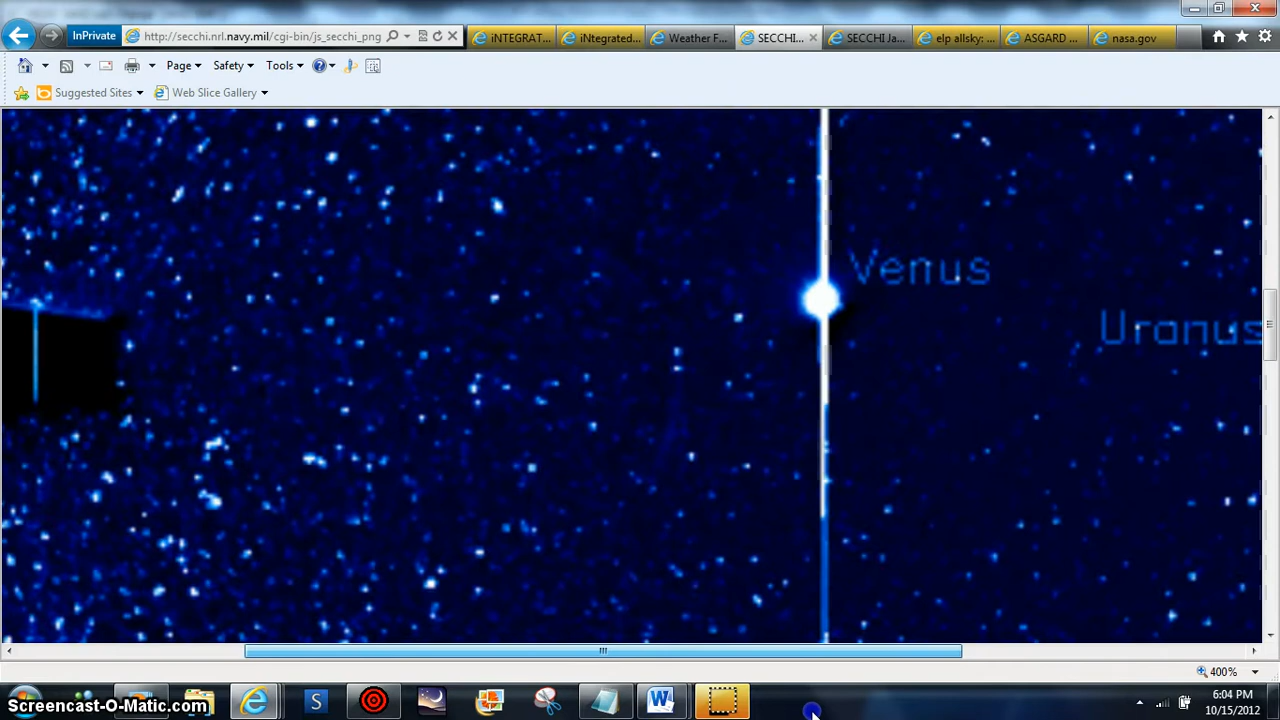 InPrivate
http://secchi.nrl.navy.mil/cgi-bin/js_secchi_png
iNTEGRAT...
iNtegrated...
Weather F...
SECCHI...
SECCHI Ja...
elp allsky: ...
ASGARD ...
nasa.gov
Page
Safety
Tools
Suggested Sites
Web Slice Gallery
Venus
Uranus
400%
Screencast-O-Matic.com
S
W
6:04 PM
10/15/2012